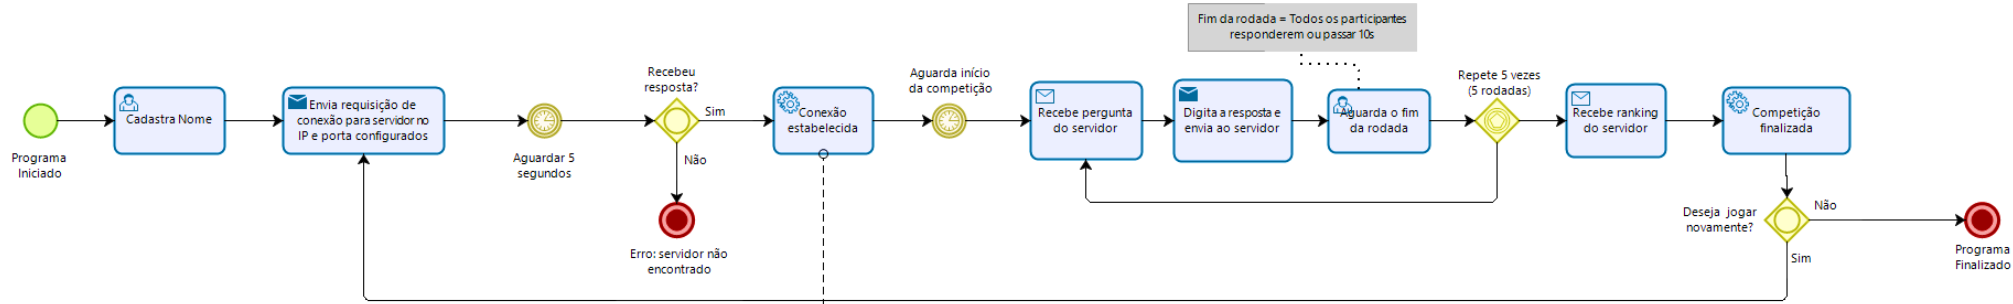 Fim da rodada = Todos os participantes
responderem ou passar 10s
Programa
Iniciado
Cadastra Nome
Envia requisição de
conexão para servidor no
IP e porta configurados
Aguardar 5
segundos
Recebeu
resposta?
Sim
Não
Erro: servidor não
encontrado
Conexão
estabelecida
Aguarda início
da competição
Recebe pergunta
do servidor
Digita a resposta e
envia ao servidor
Aguarda o fim
da rodada
Repete 5 vezes
(5 rodadas)
Recebe ranking
do servidor
Competição
finalizada
Deseja jogar
novamente?
Não
Sim
Programa
Finalizado